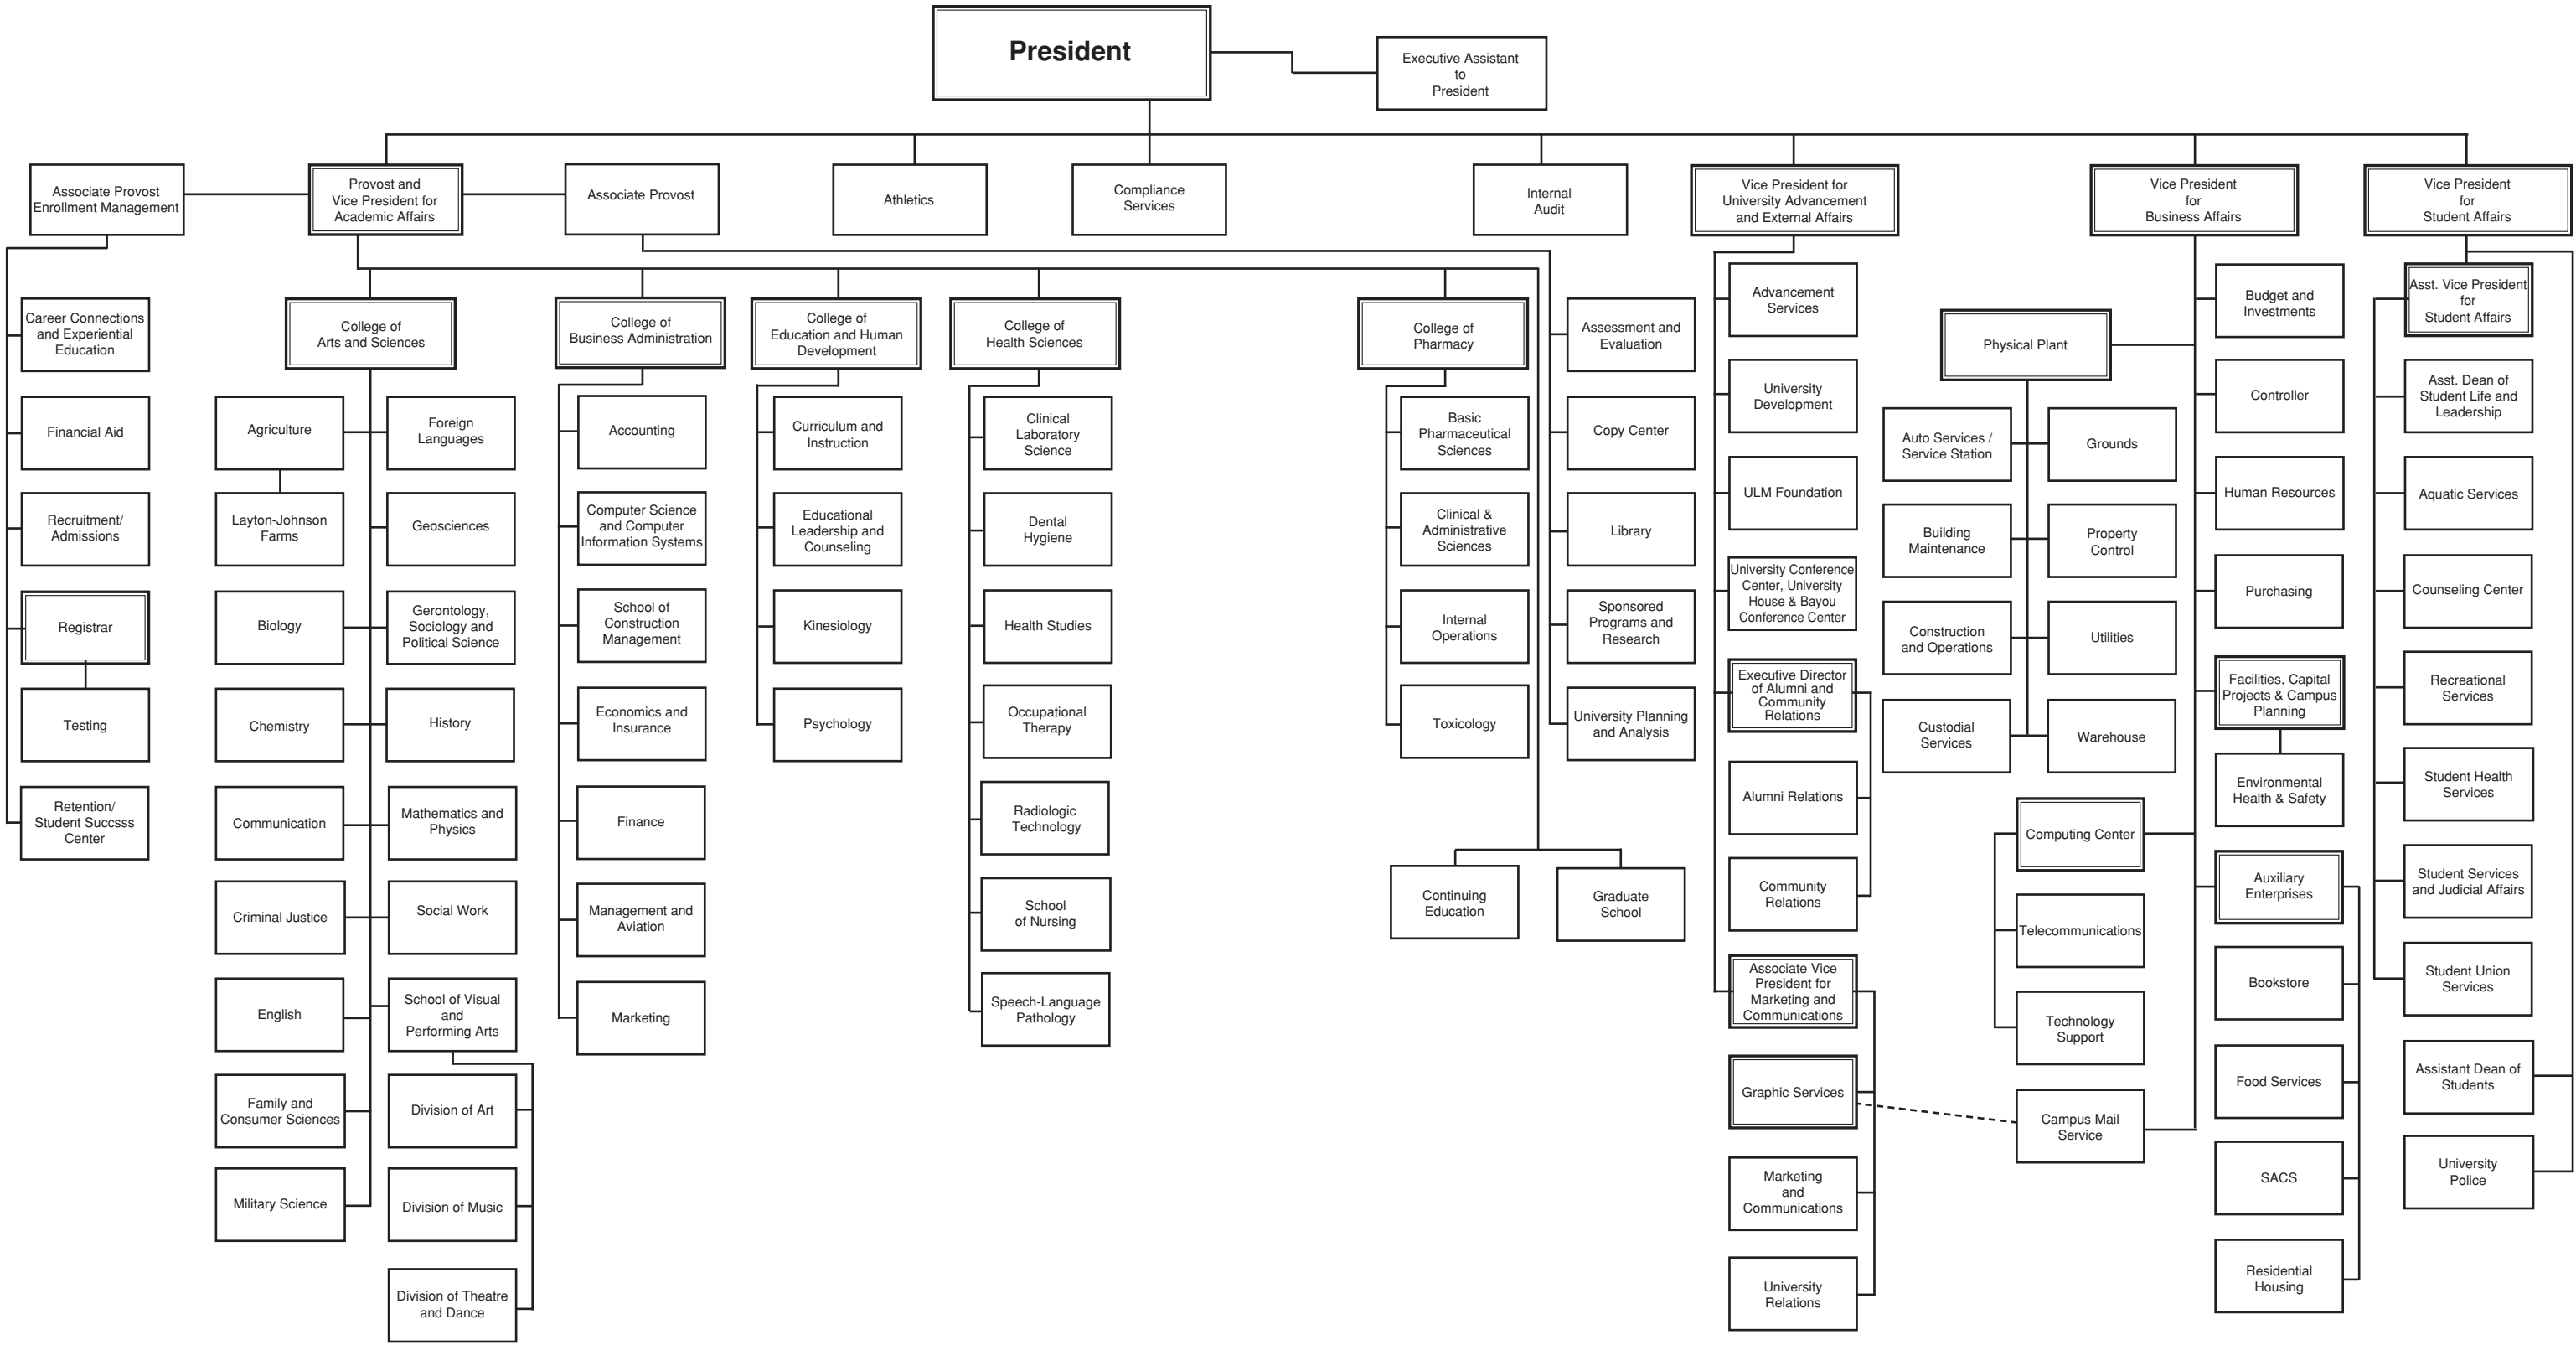 President
Executive Assistant
to
President
Associate Provost
Enrollment Management
Provost and
Vice President for
Academic Affairs
Associate Provost
Athletics
Compliance
Services
Internal
Audit
Vice President for
University Advancement
and External Affairs
Vice President
for
Business Affairs
Vice President
for
Student Affairs
Career Connections
and Experiential
Education
Financial Aid
Recruitment/
Admissions
Registrar
Testing
Retention/
Student Succsss
Center
College of
Arts and Sciences
Agriculture
Layton-Johnson
Farms
Biology
Chemistry
Communication
Criminal Justice
English
Family and
Consumer Sciences
Military Science
Foreign
Languages
Geosciences
Gerontology,
Sociology and
Political Science
History
Mathematics and
Physics
Social Work
School of Visual
and
Performing Arts
Division of Art
Division of Music
Division of Theatre
and Dance
College of
Business Administration
Accounting
Computer Science
and Computer
Information Systems
School of
Construction
Management
Economics and
Insurance
Finance
Management and
Aviation
Marketing
College of
Education and Human
Development
Curriculum and
Instruction
Educational
Leadership and
Counseling
Kinesiology
Psychology
College of
Health Sciences
Clinical
Laboratory
Science
Dental
Hygiene
Health Studies
Occupational
Therapy
Radiologic
Technology
School
of Nursing
Speech-Language
Pathology
College of
Pharmacy
Basic
Pharmaceutical
Sciences
Clinical &
Administrative
Sciences
Internal
Operations
Toxicology
Continuing
Education
Graduate
School
Assessment and
Evaluation
Copy Center
Library
Sponsored
Programs and
Research
University Planning
and Analysis
Advancement
Services
University
Development
ULM Foundation
University Conference
Center, University
House & Bayou
Conference Center
Executive Director
of Alumni and
Community
Relations
Alumni Relations
Community
Relations
Associate Vice
President for
Marketing and
Communications
Graphic Services
Marketing
and
Communications
University
Relations
Physical Plant
Auto Services /
Service Station
Grounds
Building
Maintenance
Property
Control
Construction
and Operations
Utilities
Custodial
Services
Warehouse
Computing Center
Telecommunications
Technology
Support
Campus Mail
Service
Budget and
Investments
Controller
Human Resources
Purchasing
Facilities, Capital
Projects & Campus
Planning
Environmental
Health & Safety
Auxiliary
Enterprises
Bookstore
Food Services
SACS
Residential
Housing
Asst. Vice President
for
Student Affairs
Asst. Dean of
Student Life and
Leadership
Aquatic Services
Counseling Center
Recreational
Services
Student Health
Services
Student Services
and Judicial Affairs
Student Union
Services
Assistant Dean of
Students
University
Police